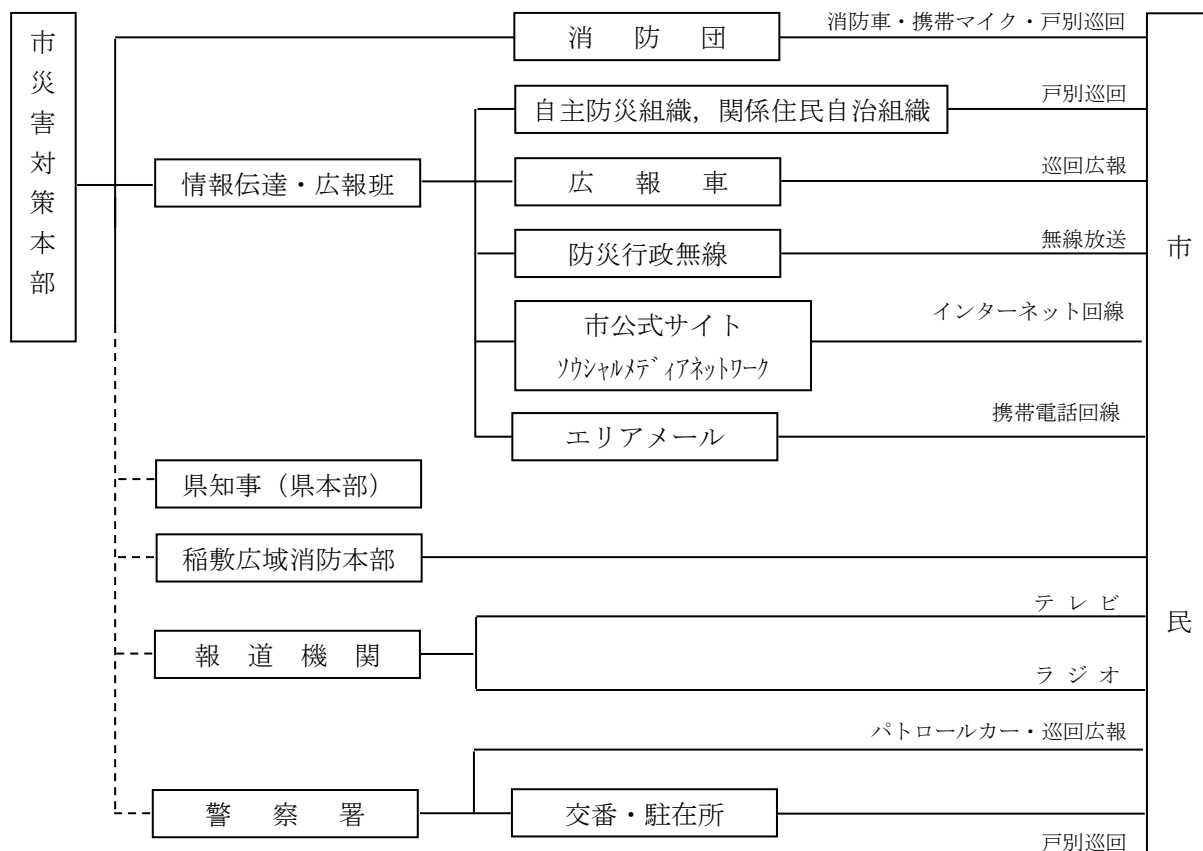 市災害対策本部
消防団
消防車・携帯マイク・戸別巡回
自主防災組織，関係住民自治組織
戸別巡回
情報伝達・広報班
広報車
巡回広報
防災行政無線
無線放送
市公式サイト
ｿｳｼｬﾙﾒﾃﾞｨｱﾈｯﾄﾜｰｸ
インターネット回線
エリアメール
携帯電話回線
県知事（県本部）
稲敷広域消防本部
報道機関
テレビ
ラジオ
警察署
パトロールカー・巡回広報
交番・駐在所
戸別巡回
市民